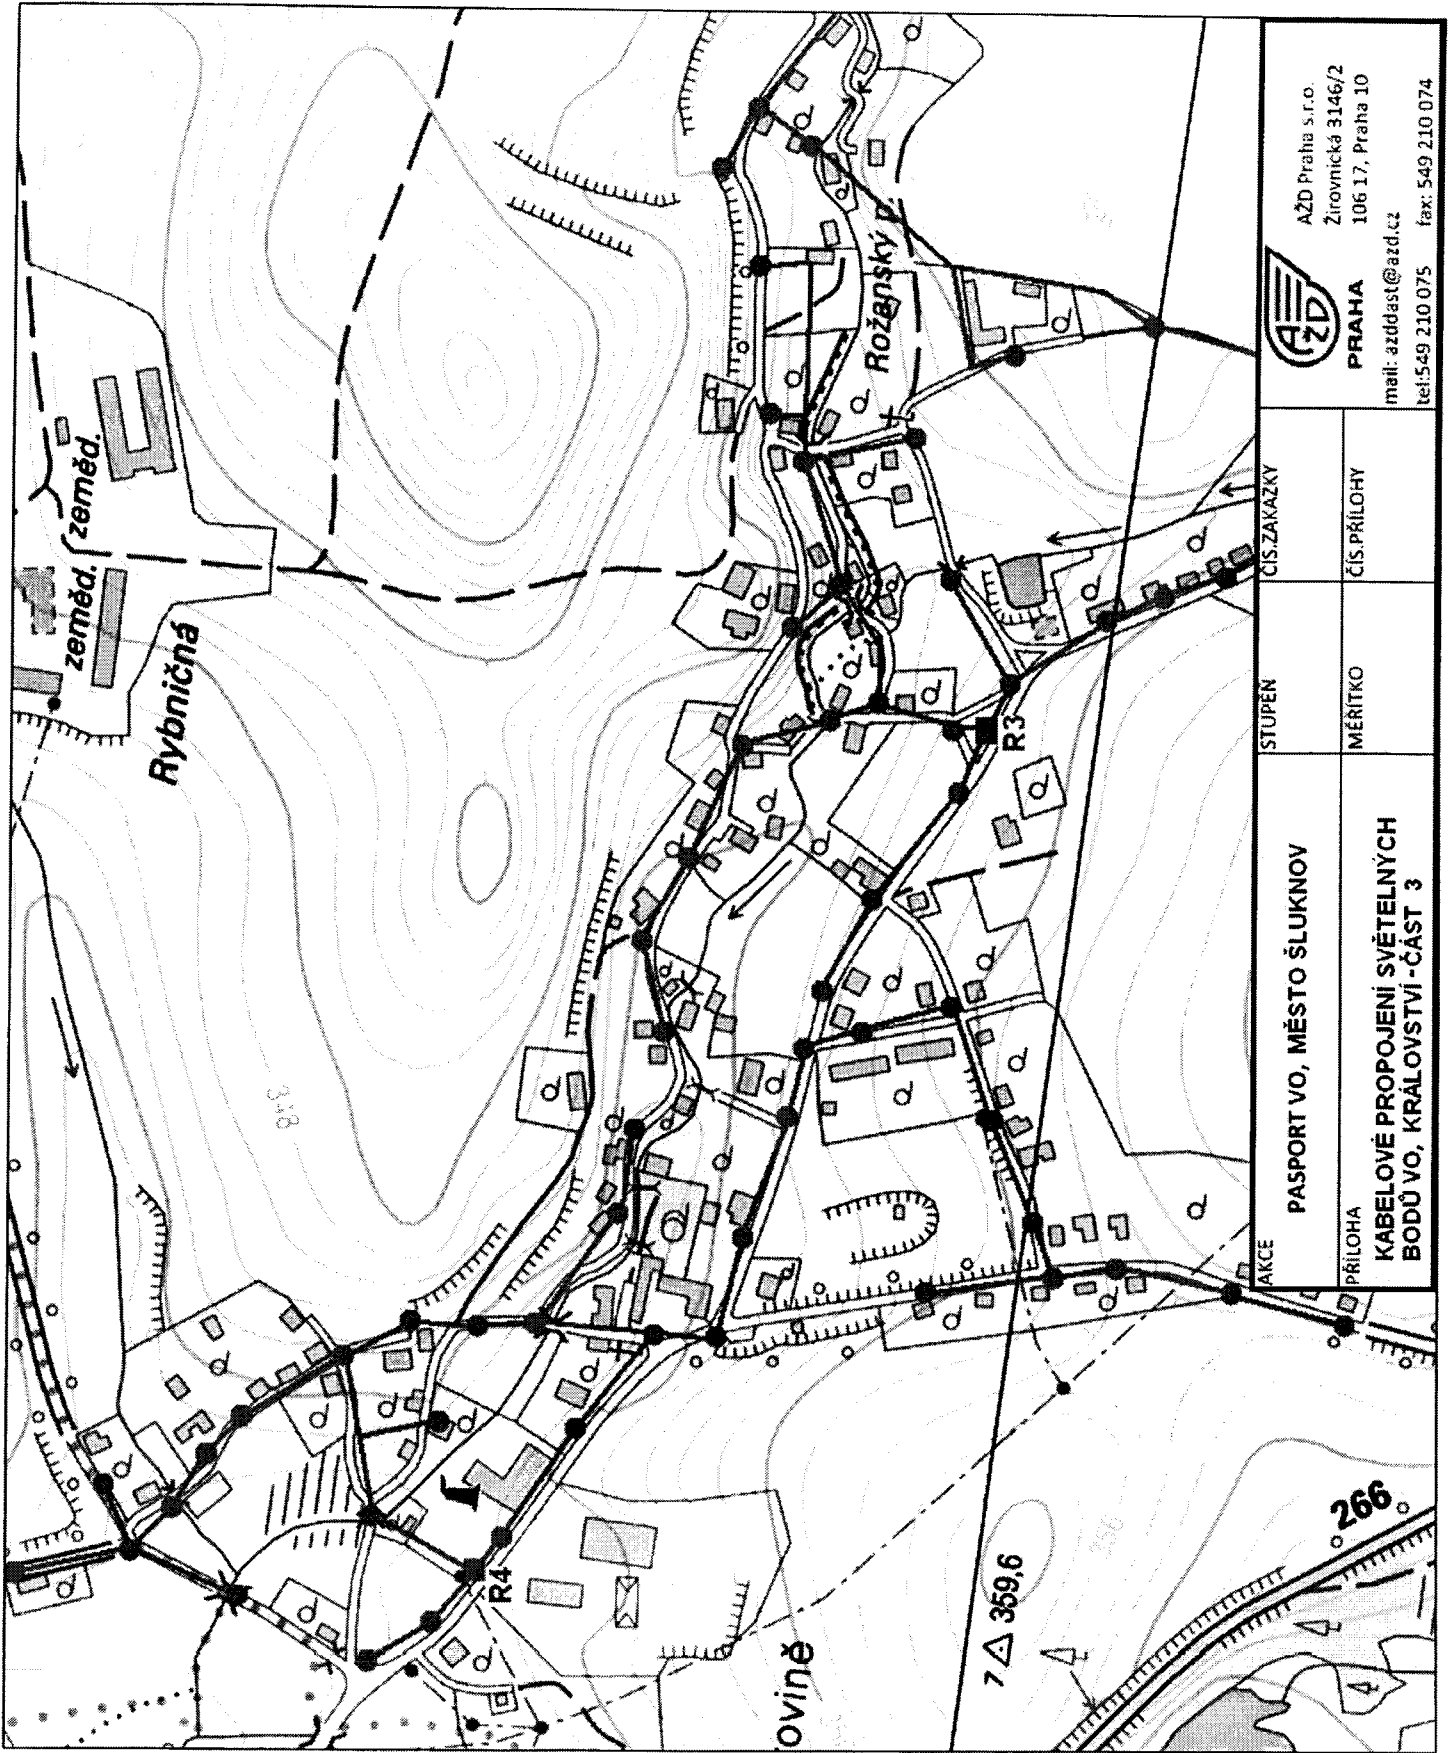 zeměd.
zeměd.
Rybničná
348
Rožanský p.
R3
R4
ovině
7 359,6
356
266
AKCE
PASPORT VO, MĚSTO ŠLUKNOV
PŘÍLOHA
KABELOVÉ PROPOJENÍ SVĚTELNÝCH
BODŮ VO, KRÁLOVSTVÍ -ČÁST 3
STUPEŇ
MĚŘÍTKO
ČÍS.ZAKÁZKY
ČÍS.PŘÍLOHY
AŽD
PRAHA
AŽD Praha s.r.o.
Žirovnická 3146/2
106 17, Praha 10
mail: azddast@azd.cz
tel:549 210 075 fax: 549 210 074